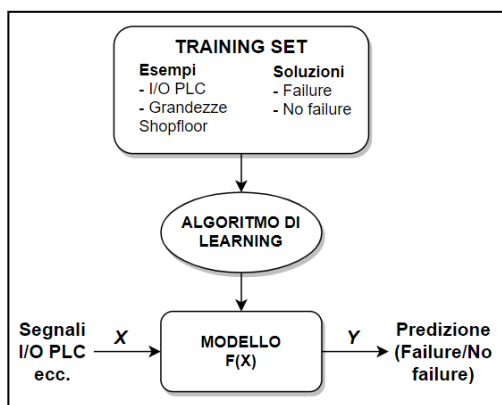 TRAINING SET
Esempi
- I/O PLC
- Grandezze
Shopfloor
Soluzioni
- Failure
- No failure
ALGORITMO DI
LEARNING
Segnali
I/O PLC
ecc.
X
MODELLO
F(X)
Y
Predizione
(Failure/No
failure)